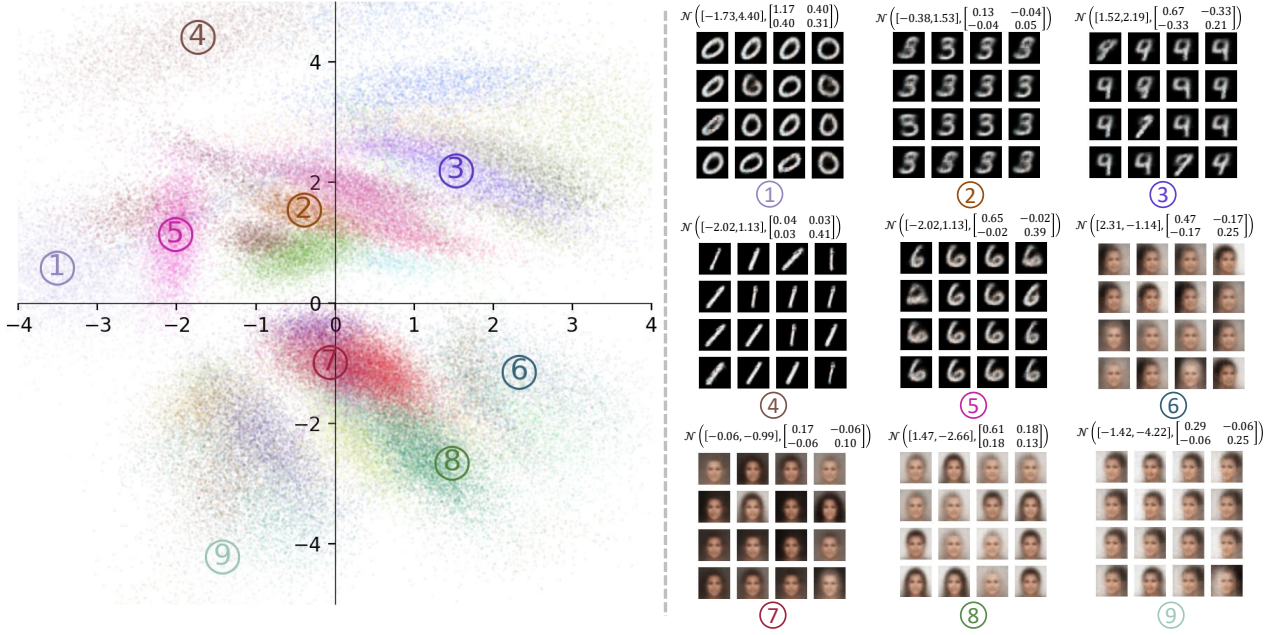 4
4
3
2
2
5
1
0
−4 −3 −2 −1 0 1 2 3 4
7
6
−2
8
−4
9
𝒩([−1.73,4.40],[1.17 0.40
0.40 0.31])
𝒩([−0.38,1.53],[0.13 −0.04
−0.04 0.05])
𝒩([1.52,2.19],[0.67 −0.33
−0.33 0.21])
① ② ③
𝒩([−2.02,1.13],[0.04 0.03
0.03 0.41])
𝒩([−2.02,1.13],[0.65 −0.02
−0.02 0.39])
𝒩([2.31,−1.14],[0.47 −0.17
−0.17 0.25])
④ ⑤ ⑥
𝒩([−0.06,−0.99],[0.17 −0.06
−0.06 0.10])
𝒩([1.47,−2.66],[0.61 0.18
0.18 0.13])
𝒩([−1.42,−4.22],[0.29 −0.06
−0.06 0.25])
⑦ ⑧ ⑨